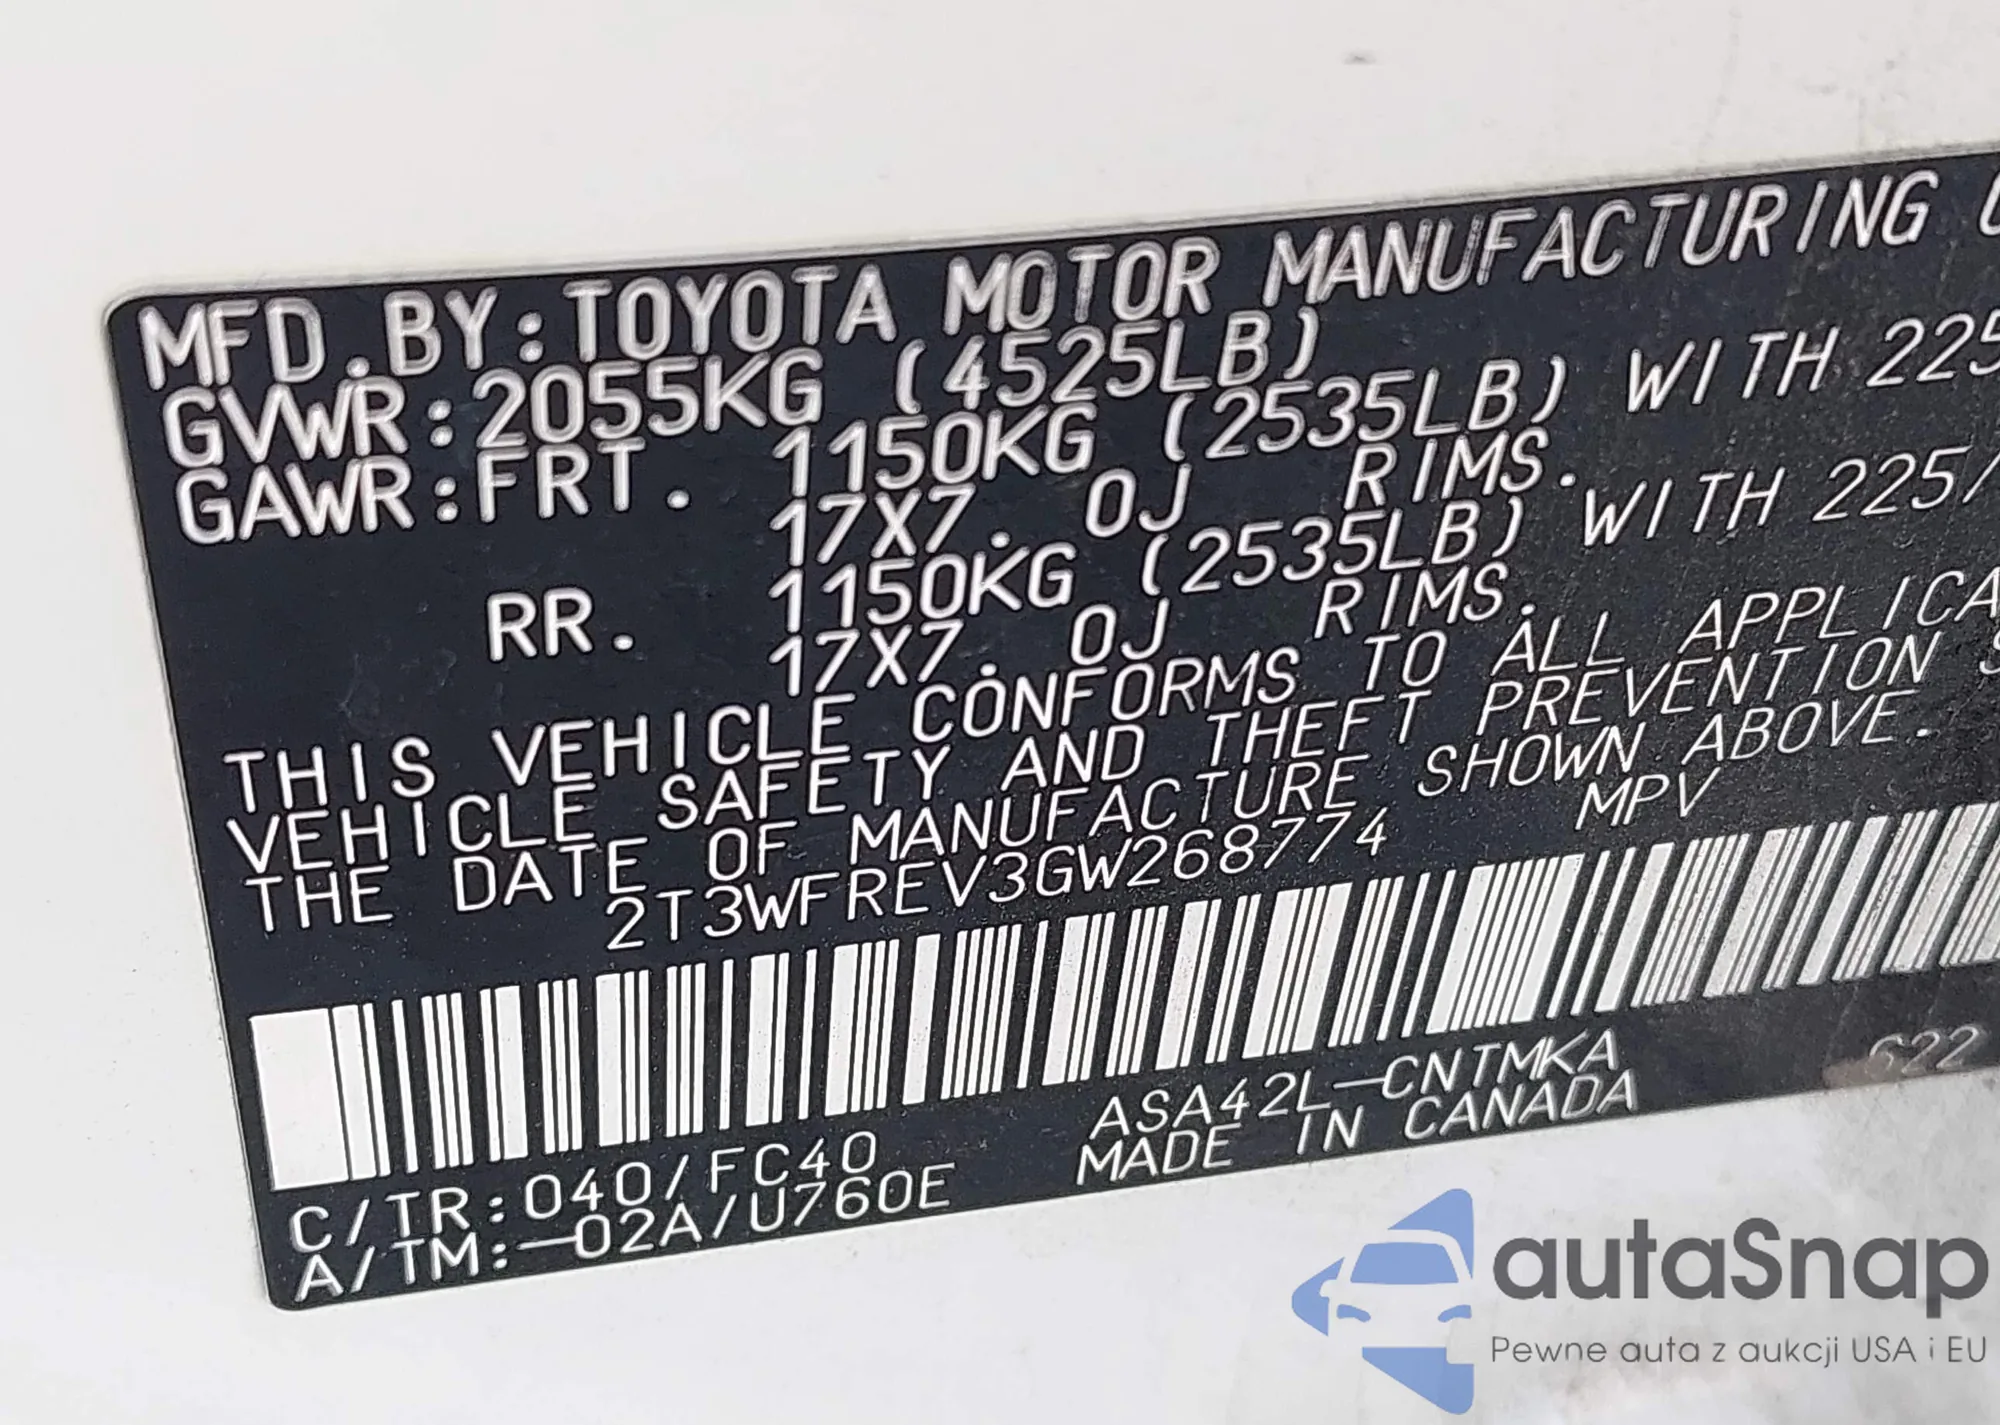 MFD.BY:TOYOTA MOTOR MANUFACTURING
GVWR:2055KG (4525LB)
GAWR:FRT. 1150KG (2535LB) WITH 225
17X7.0J RIMS.
RR. 1150KG (2535LB) WITH 225/
17X7.0J RIMS.
THIS VEHICLE CONFORMS TO ALL APPLICA
VEHICLE SAFETY AND THEFT PREVENTION S
THE DATE OF MANUFACTURE SHOWN ABOVE.
2T3WFREV3GW268774 MPV
C/TR:040/FC40 ASA42L-CNTMKA 622
A/TM:-02A/U760E MADE IN CANADA
autaSnap
Pewne auta z aukcji USA i EU